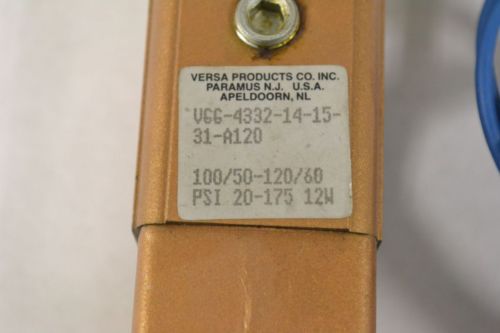 VERSA PRODUCTS CO. INC.
PARAMUS N.J. U.S.A.
APELDOORN, NL
VGG-4332-14-15-
31-A120
100/50-120/60
PSI 20-175 12W